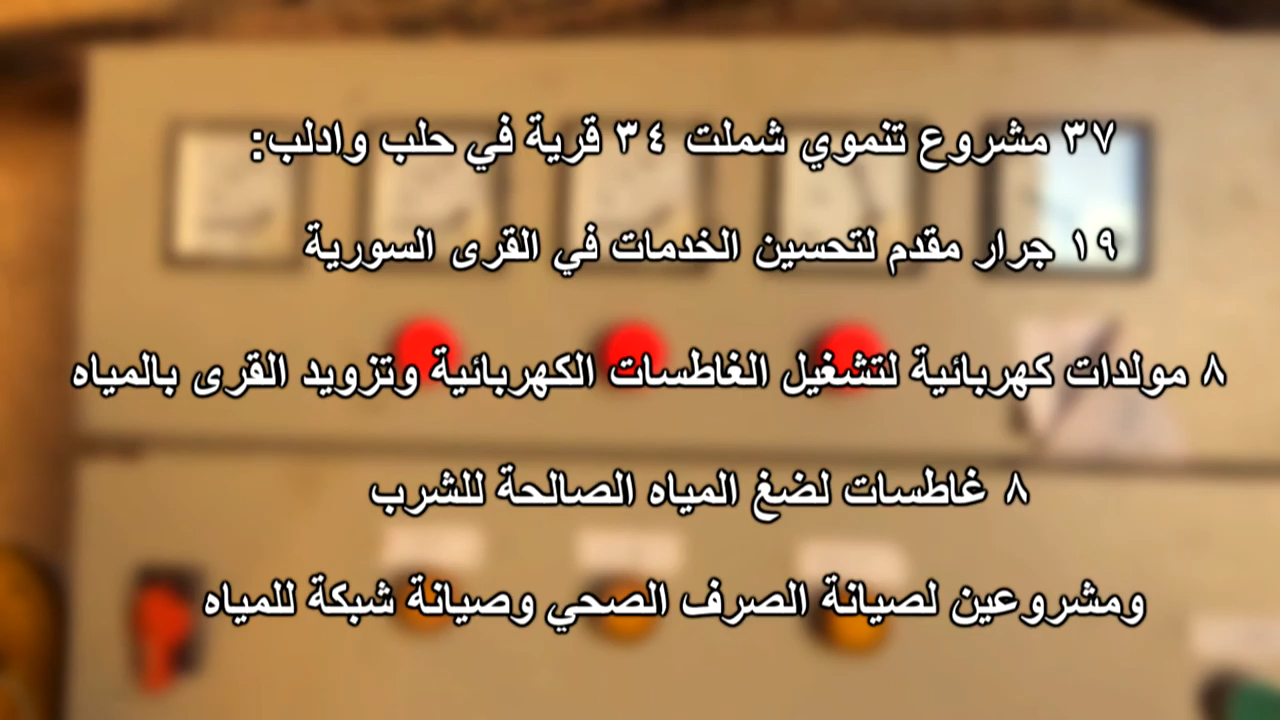 ٣٧ مشروع تنموي شملت ٣٤ قرية في حلب وادلب:
١٩ جرار مقدم لتحسين الخدمات في القرى السورية
٨ مولدات كهربائية لتشغيل الغاطسات الكهربائية وتزويد القرى بالمياه
٨ غاطسات لضغ المياه الصالحة للشرب
ومشروعين لصيانة الصرف الصحي وصيانة شبكة للمياه